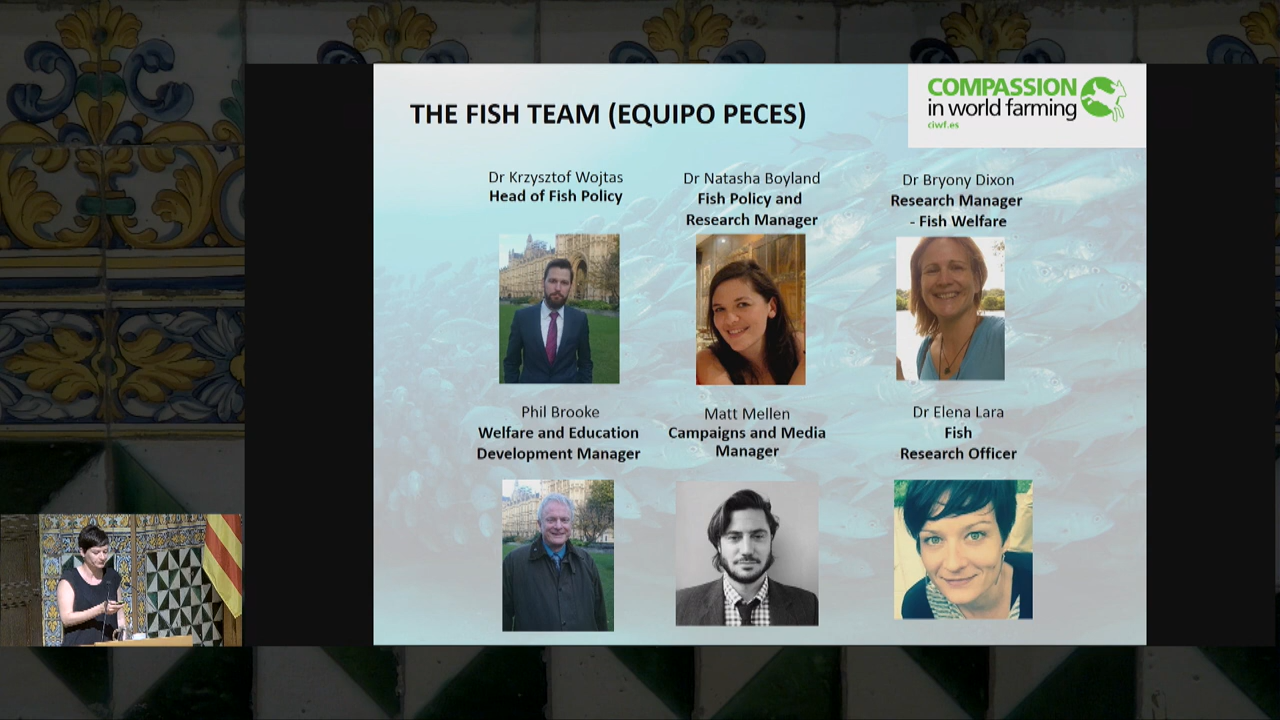 THE FISH TEAM (EQUIPO PECES)
COMPASSION
in world farming
ciwf.es
Dr Krzysztof Wojtas
Head of Fish Policy
Dr Natasha Boyland
Fish Policy and
Research Manager
Dr Bryony Dixon
Research Manager
- Fish Welfare
Phil Brooke
Welfare and Education
Development Manager
Matt Mellen
Campaigns and Media
Manager
Dr Elena Lara
Fish
Research Officer